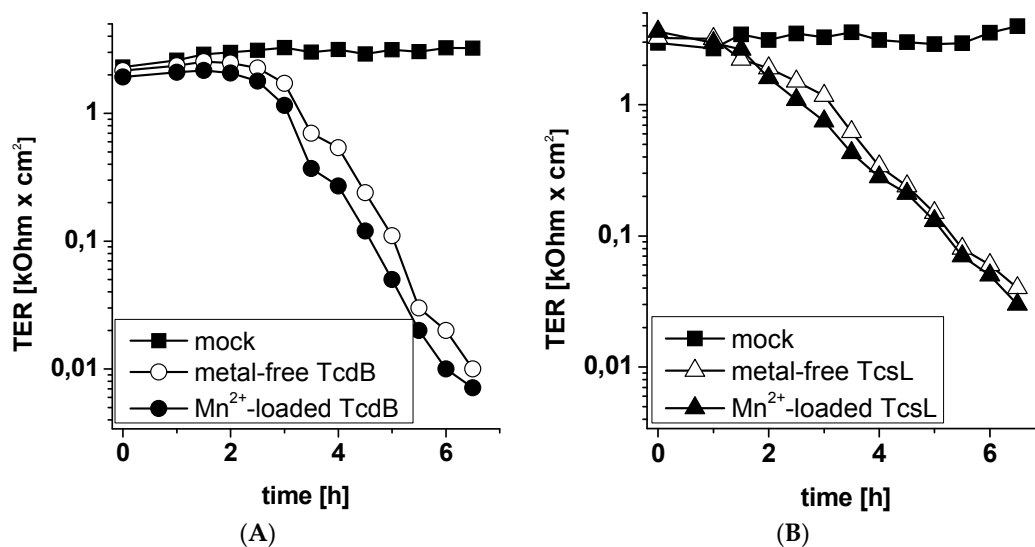 TER [kOhm x cm²]
1
0,1
0,01
mock
metal-free TcdB
Mn²⁺-loaded TcdB
0 2 4 6
time [h]
(A)
TER [kOhm x cm²]
1
0,1
0,01
mock
metal-free TcsL
Mn²⁺-loaded TcsL
0 2 4 6
time [h]
(B)